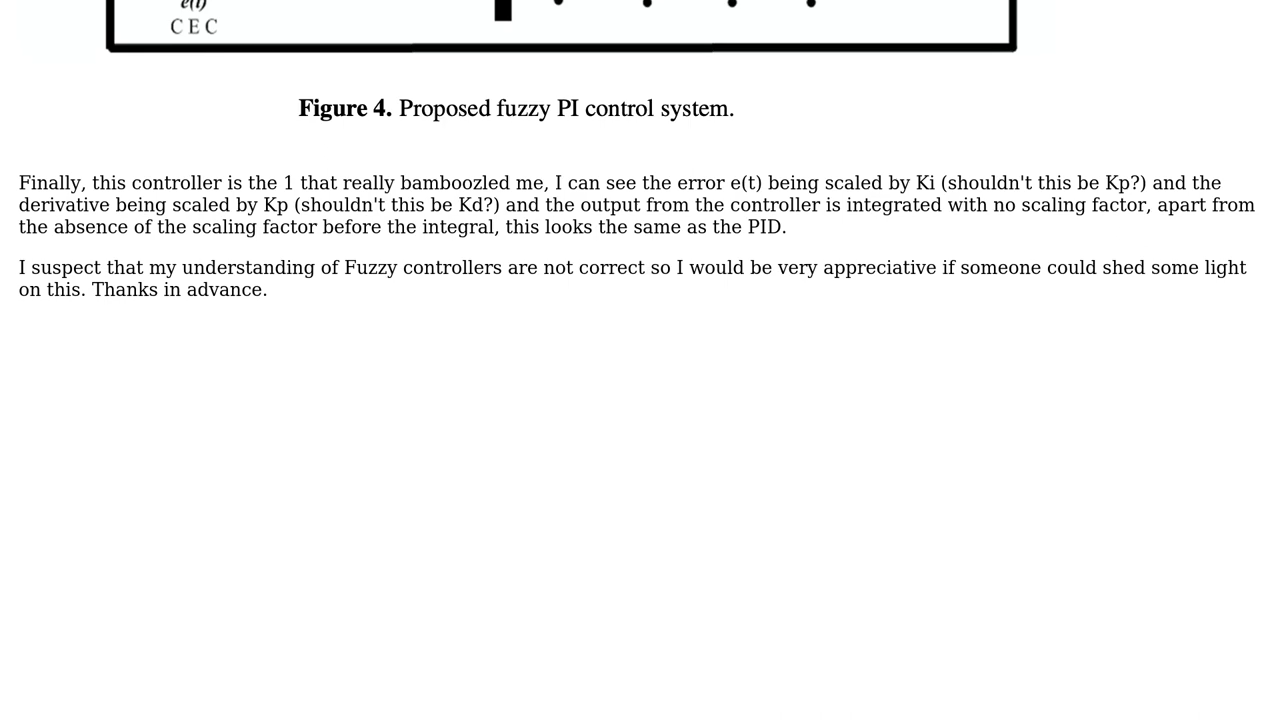 e(t)
C E C
Figure 4. Proposed fuzzy PI control system.
Finally, this controller is the 1 that really bamboozled me, I can see the error e(t) being scaled by Ki (shouldn't this be Kp?) and the
derivative being scaled by Kp (shouldn't this be Kd?) and the output from the controller is integrated with no scaling factor, apart from
the absence of the scaling factor before the integral, this looks the same as the PID.
I suspect that my understanding of Fuzzy controllers are not correct so I would be very appreciative if someone could shed some light
on this. Thanks in advance.